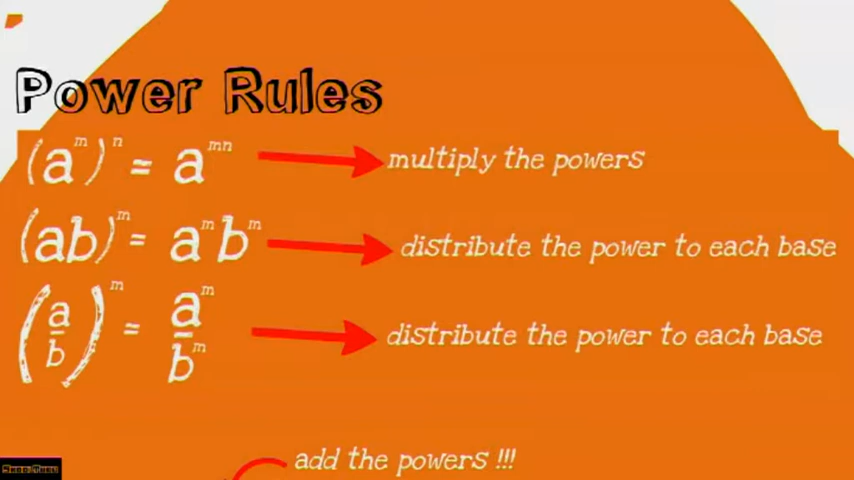 Power Rules
(a^m)^n = a^mn multiply the powers
(ab)^m = a^m b^m distribute the power to each base
(a/b)^m = a^m/b^m distribute the power to each base
add the powers !!!